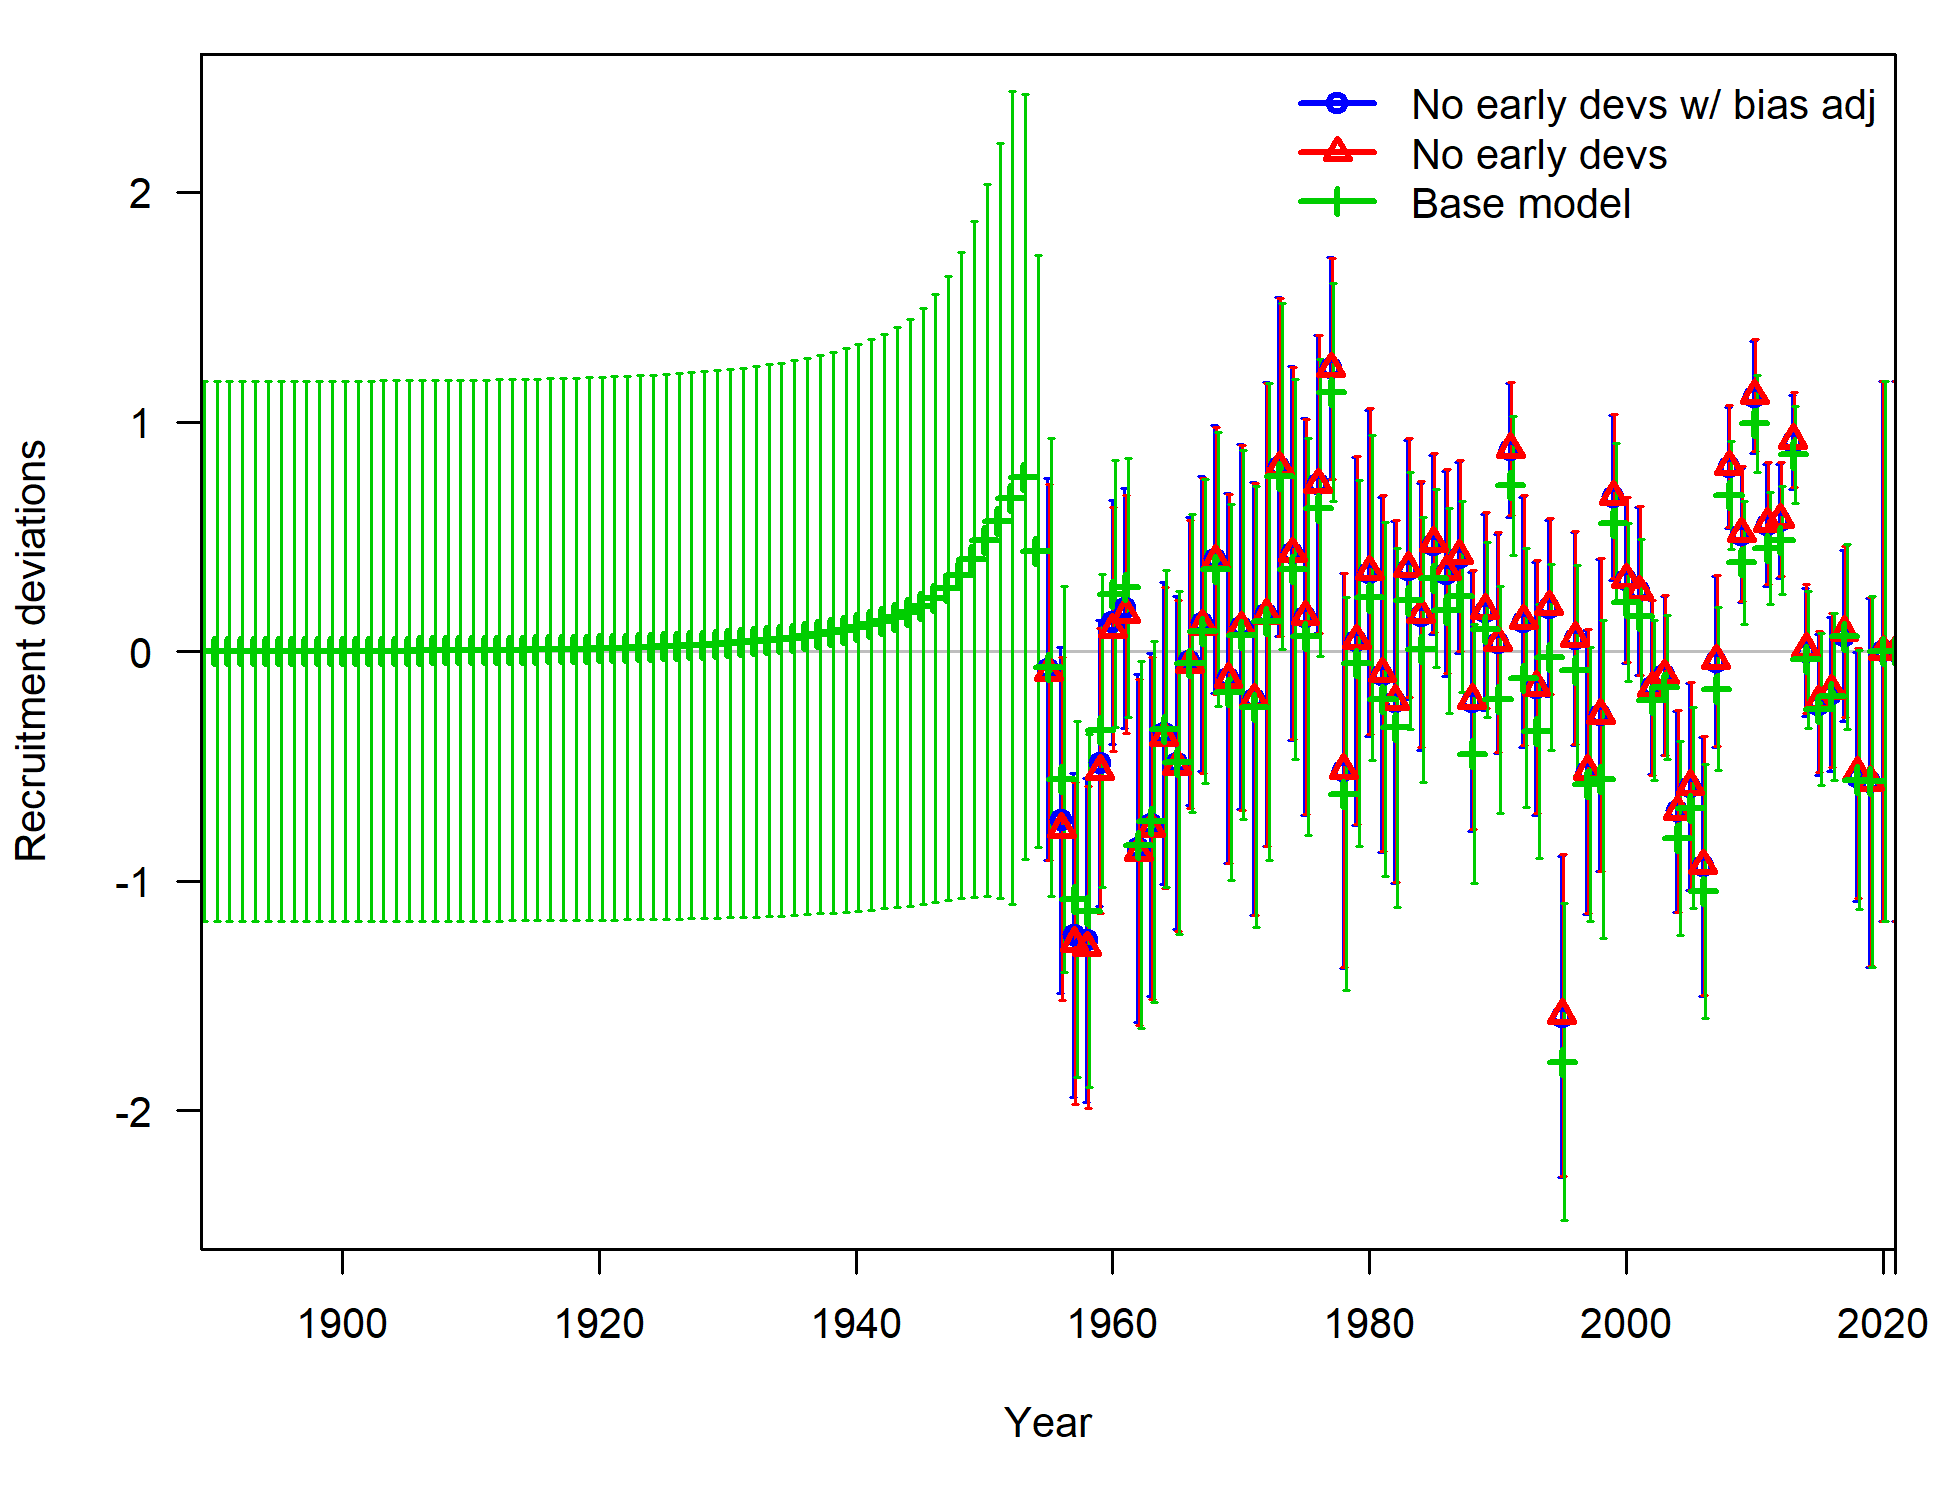 No early devs w/ bias adj
No early devs
Base model
Recruitment deviations
2
1
0
-1
-2
1900 1920 1940 1960 1980 2000 2020
Year